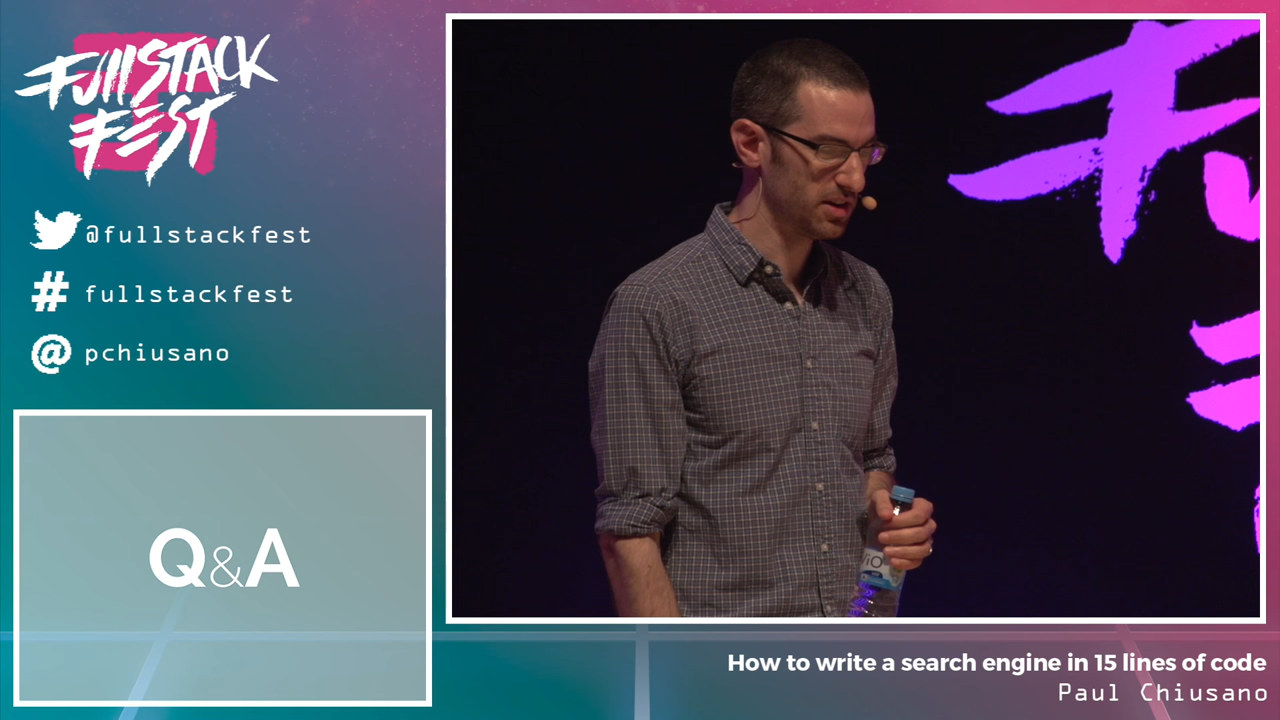 FullSTACK
FEST
@fullstackfest
# fullstackfest
@ pchiusano
Q&A
How to write a search engine in 15 lines of code
Paul Chiusano